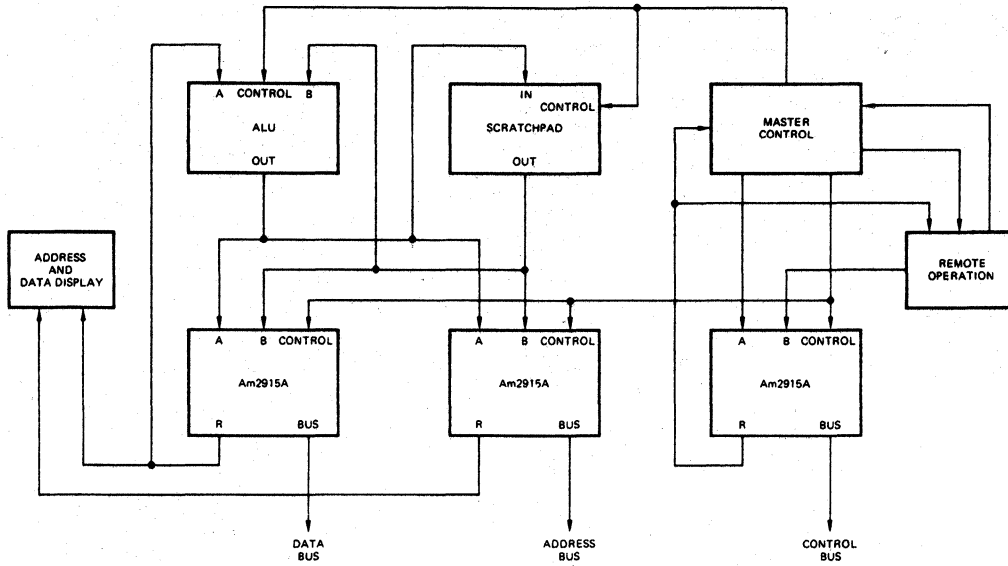 A CONTROL B
ALU
OUT
IN
CONTROL
SCRATCHPAD
OUT
MASTER
CONTROL
ADDRESS
AND
DATA DISPLAY
REMOTE
OPERATION
A B CONTROL
Am2915A
R BUS
A B CONTROL
Am2915A
R BUS
A B CONTROL
Am2915A
R BUS
DATA
BUS
ADDRESS
BUS
CONTROL
BUS